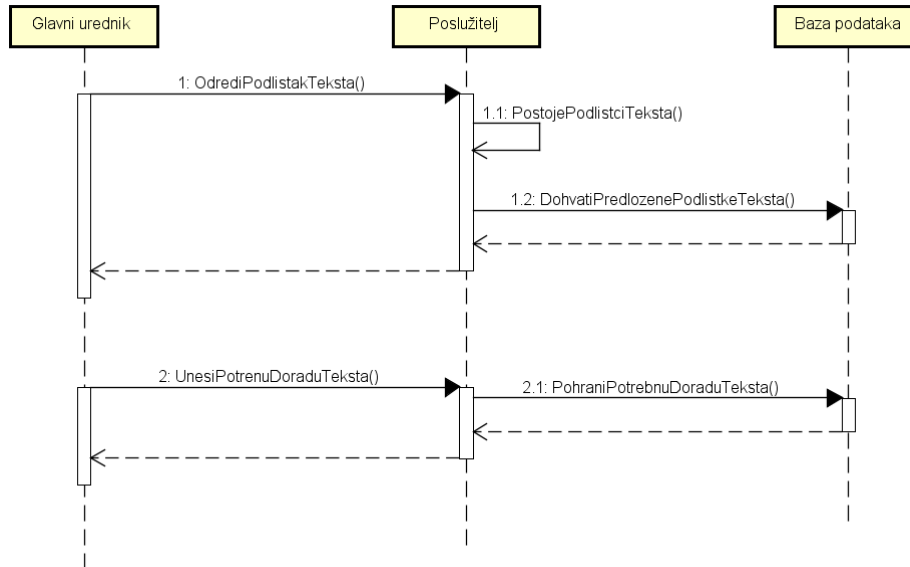 Glavni urednik
Poslužitelj
Baza podataka
1: OdrediPodlistakTeksta()
1.1: PostojePodlistciTeksta()
1.2: DohvatiPredlozenePodlistkeTeksta()
2: UnesiPotrenuDoraduTeksta()
2.1: PohraniPotrebnuDoraduTeksta()